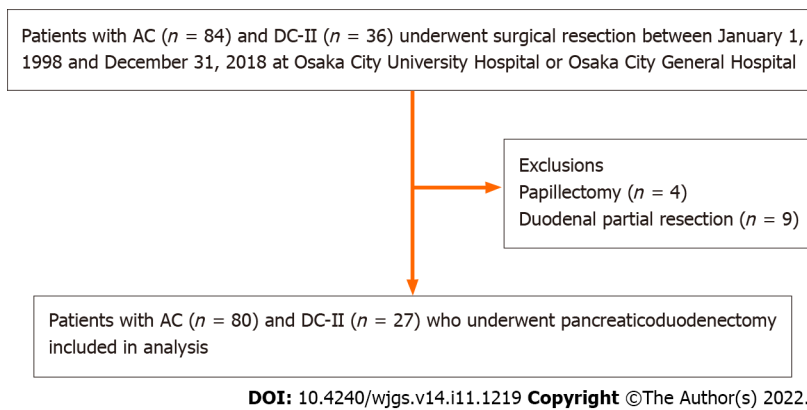 Patients with AC (n = 84) and DC-II (n = 36) underwent surgical resection between January 1,
1998 and December 31, 2018 at Osaka City University Hospital or Osaka City General Hospital
Exclusions
Papillectomy (n = 4)
Duodenal partial resection (n = 9)
Patients with AC (n = 80) and DC-II (n = 27) who underwent pancreaticoduodenectomy
included in analysis
DOI: 10.4240/wjgs.v14.i11.1219 Copyright ©The Author(s) 2022.